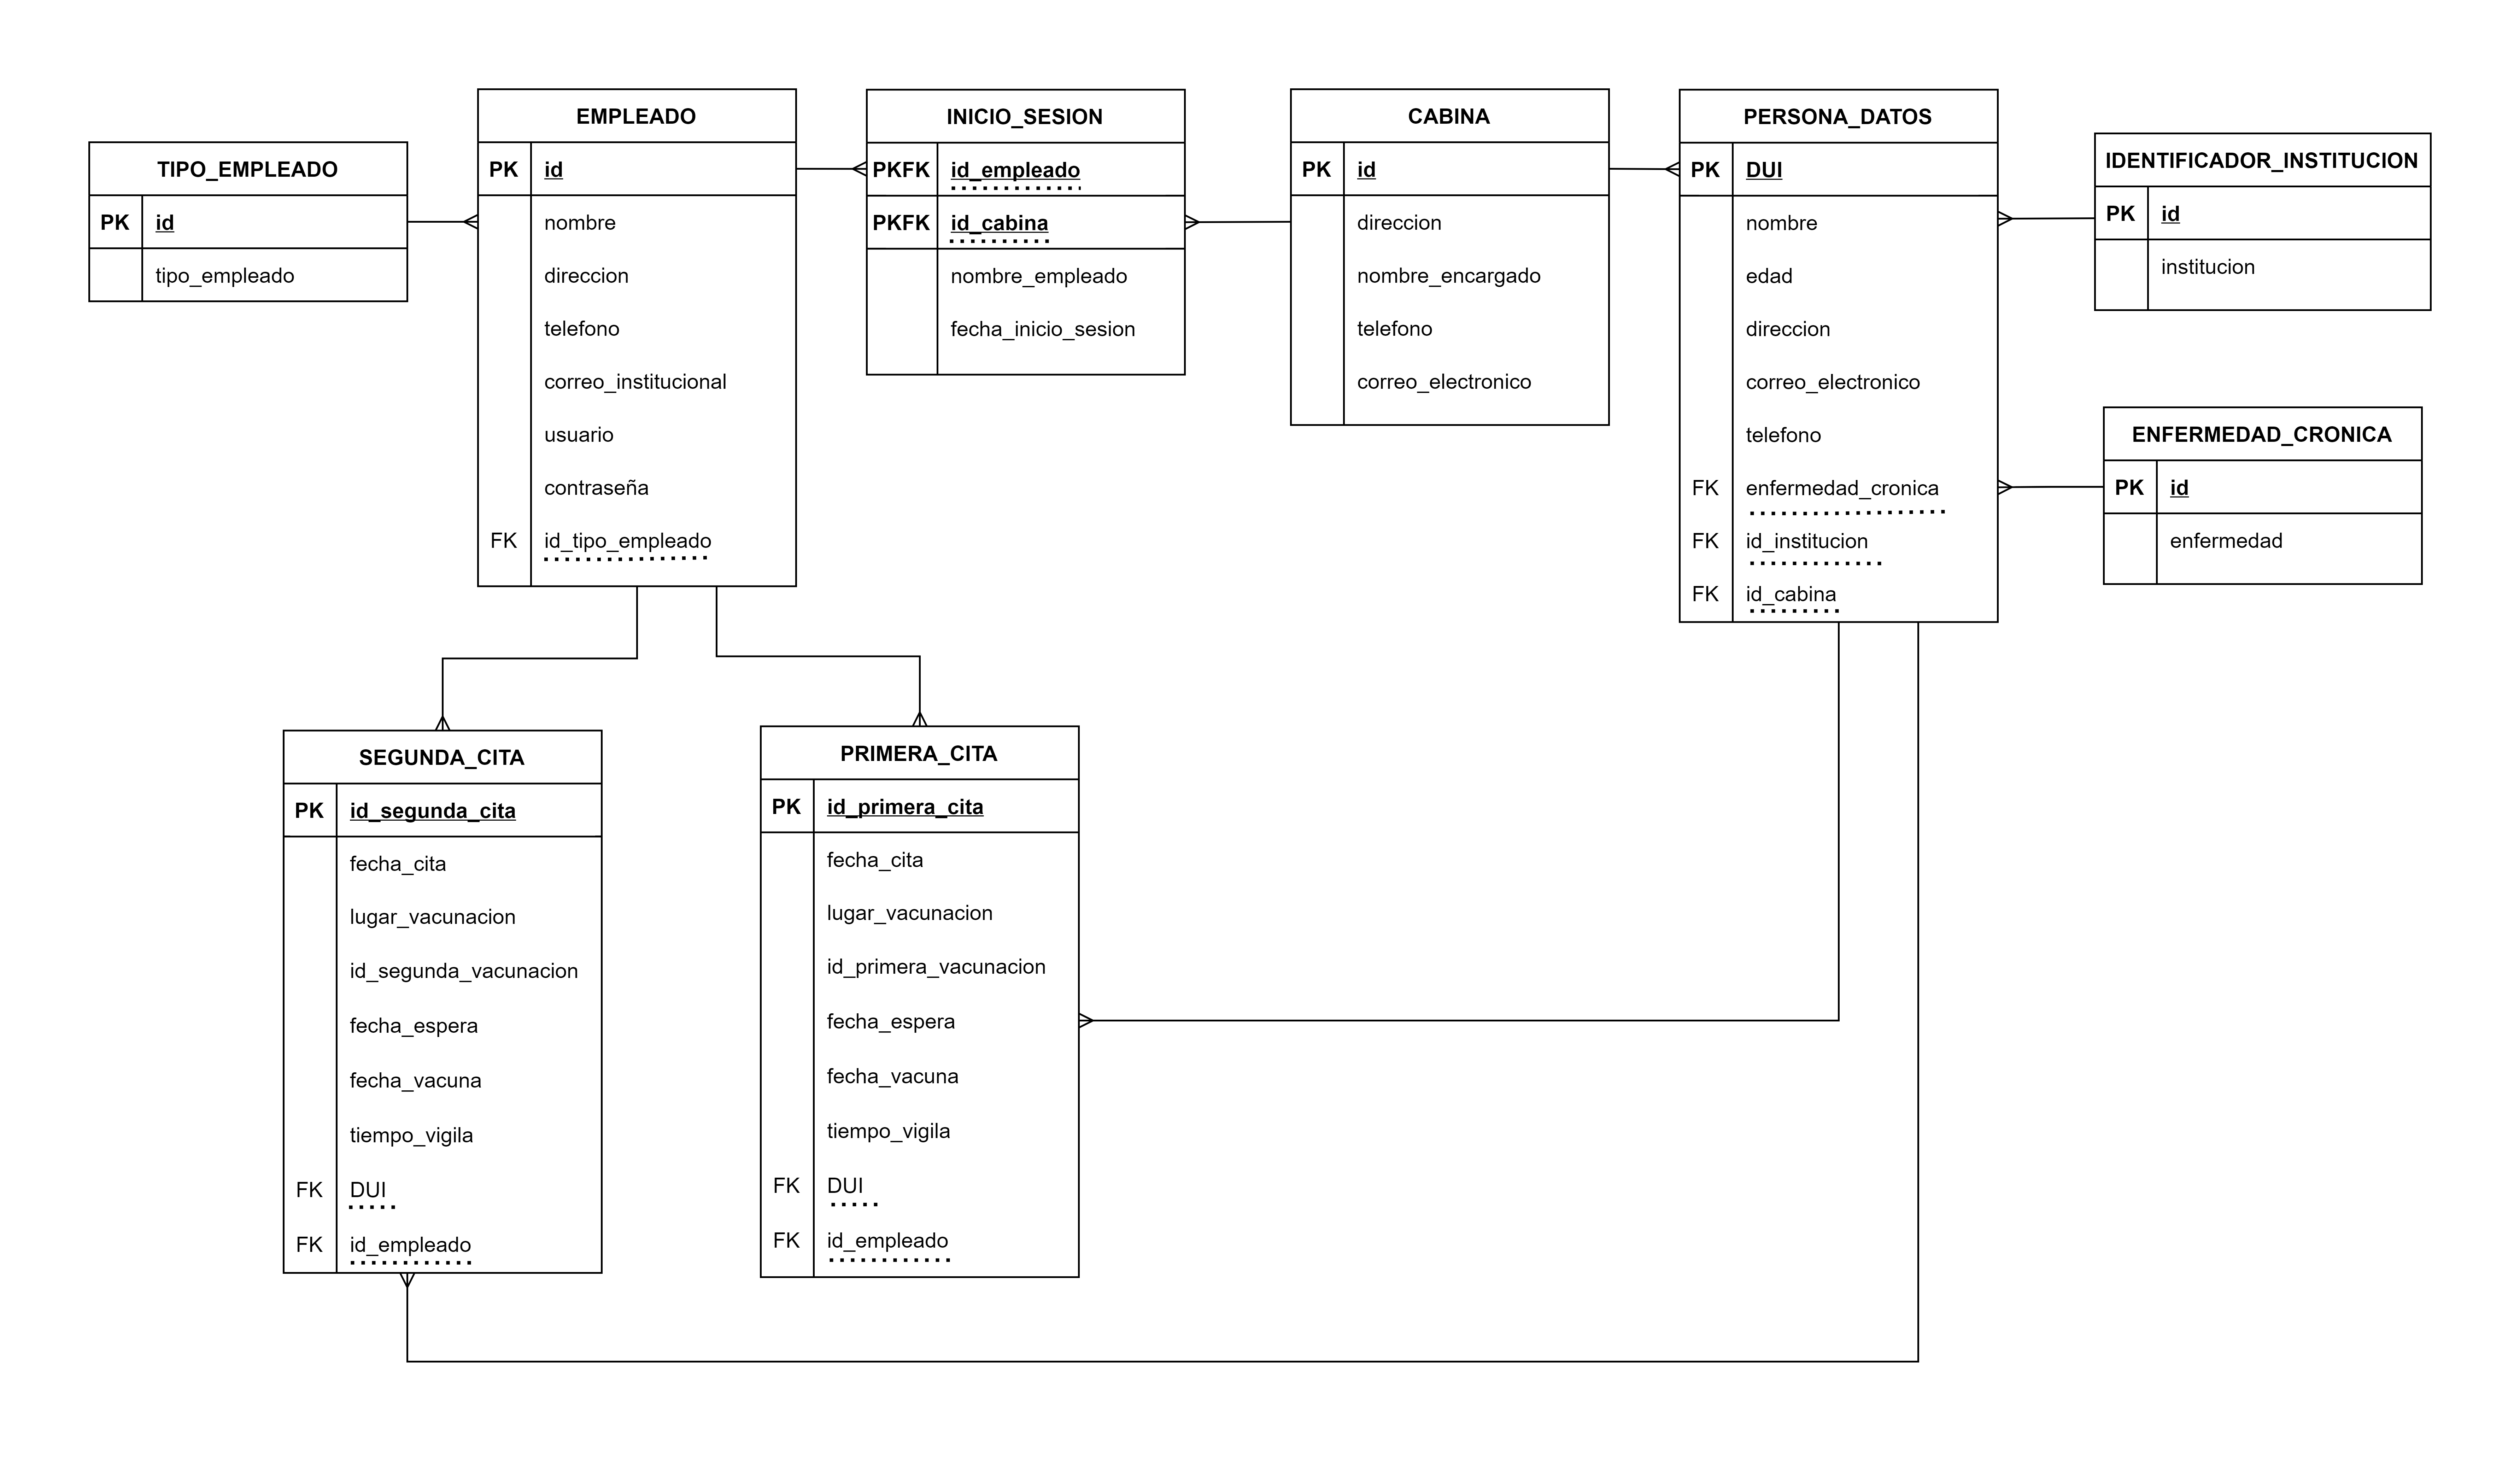 TIPO_EMPLEADO
PK id
tipo_empleado
EMPLEADO
PK id
nombre
direccion
telefono
correo_institucional
usuario
contraseña
FK id_tipo_empleado
INICIO_SESION
PKFK id_empleado
PKFK id_cabina
nombre_empleado
fecha_inicio_sesion
CABINA
PK id
direccion
nombre_encargado
telefono
correo_electronico
PERSONA_DATOS
PK DUI
nombre
edad
direccion
correo_electronico
telefono
FK enfermedad_cronica
FK id_institucion
FK id_cabina
IDENTIFICADOR_INSTITUCION
PK id
institucion
ENFERMEDAD_CRONICA
PK id
enfermedad
SEGUNDA_CITA
PK id_segunda_cita
fecha_cita
lugar_vacunacion
id_segunda_vacunacion
fecha_espera
fecha_vacuna
tiempo_vigila
FK DUI
FK id_empleado
PRIMERA_CITA
PK id_primera_cita
fecha_cita
lugar_vacunacion
id_primera_vacunacion
fecha_espera
fecha_vacuna
tiempo_vigila
FK DUI
FK id_empleado